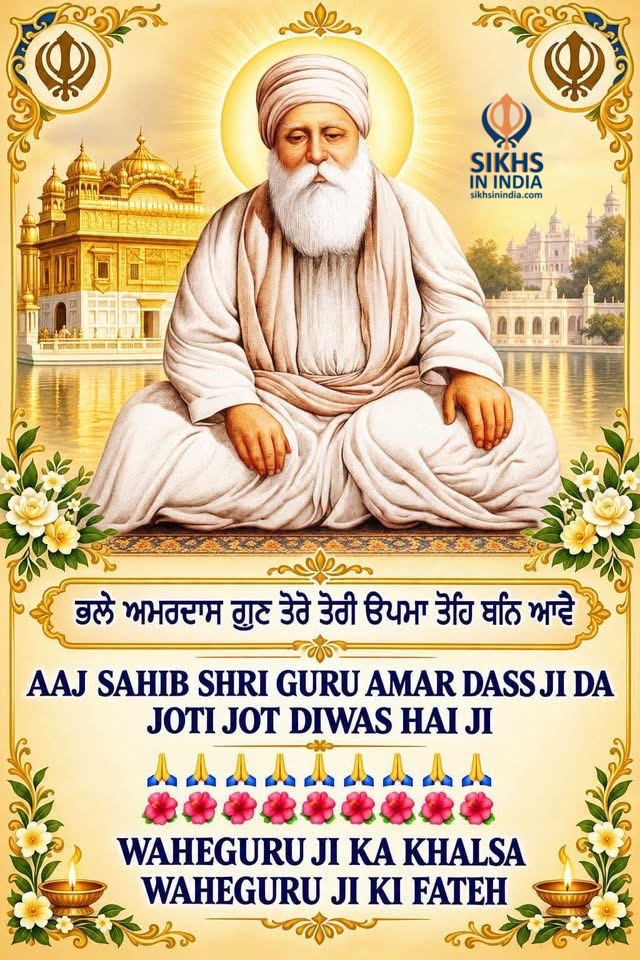 SIKHS
IN INDIA
sikhsinindia.com
ਭਲੇ ਅਮਰਦਾਸ ਗੁਣ ਤੇਰੇ ਤੇਰੀ ਉਪਮਾ ਤੋਹਿ ਬਨਿ ਆਵੈ
AAJ SAHIB SHRI GURU AMAR DASS JI DA
JOTI JOT DIWAS HAI JI
WAHEGURU JI KA KHALSA
WAHEGURU JI KI FATEH